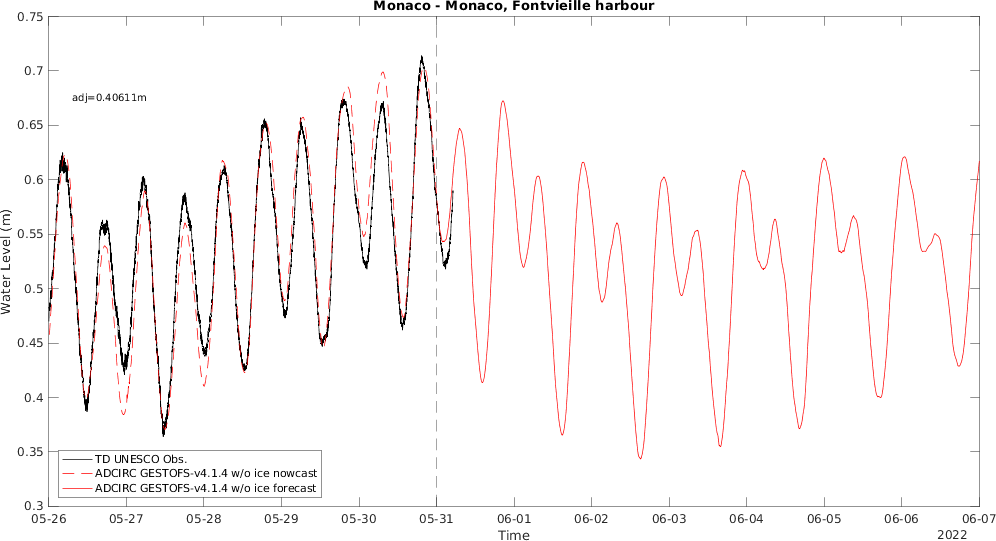 Monaco - Monaco, Fontvieille harbour
0.75
0.7
0.65
0.6
0.55
0.5
0.45
0.4
0.35
0.3
Water Level (m)
adj=0.40611m
TD UNESCO Obs.
ADCIRC GESTOFS-v4.1.4 w/o ice nowcast
ADCIRC GESTOFS-v4.1.4 w/o ice forecast
05-26 05-27 05-28 05-29 05-30 05-31 06-01 06-02 06-03 06-04 06-05 06-06 06-07
Time
2022